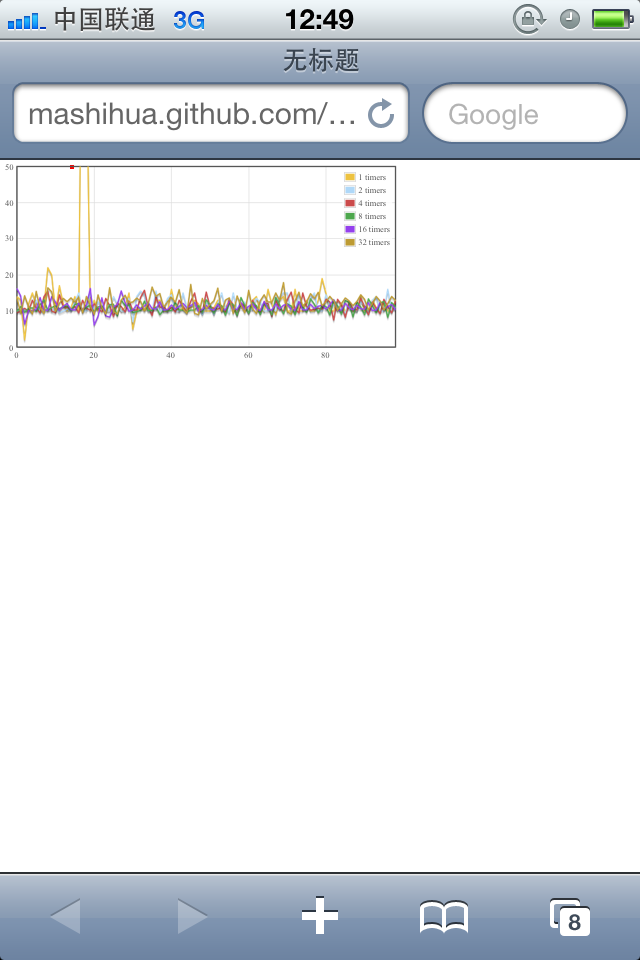 中国联通 3G 12:49
无标题
mashihua.github.com/...
Google
50
40
30
20
10
0
0 20 40 60 80
1 timers
2 timers
4 timers
8 timers
16 timers
32 timers
8